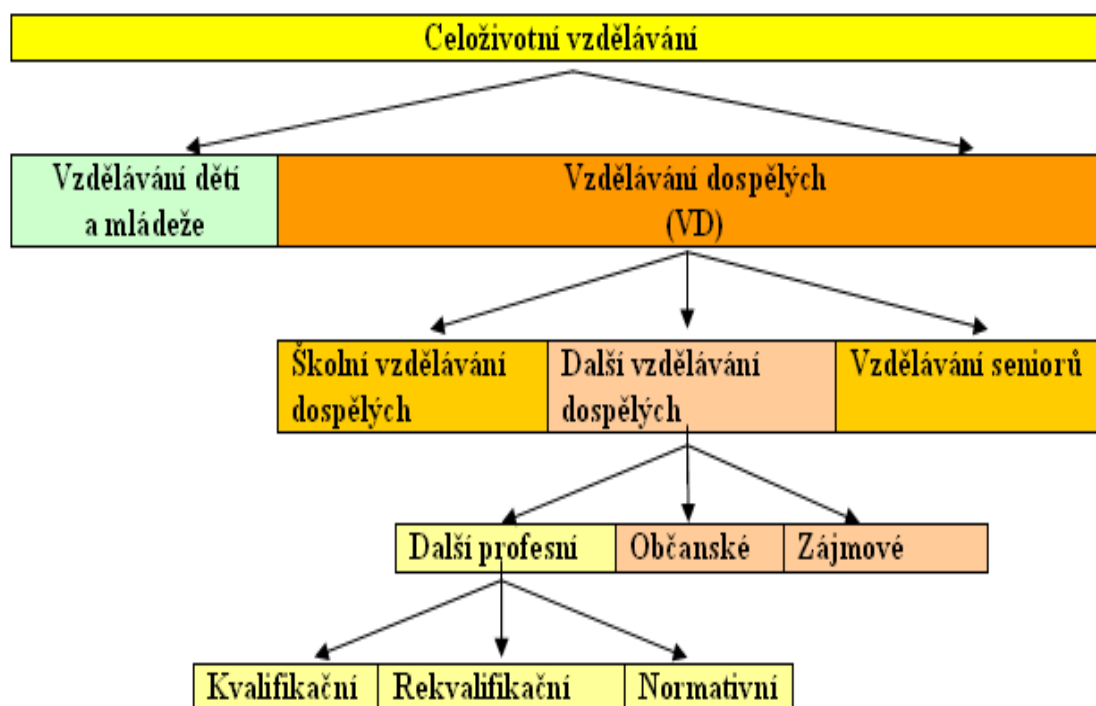 Celoživotní vzdělávání
Vzdělávání dětí
a mládeže
Vzdělávání dospělých
(VD)
Školní vzdělávání
dospělých
Další vzdělávání
dospělých
Vzdělávání seniorů
Další profesní
Občanské
Zájmové
Kvalifikační
Rekvalifikační
Normativní